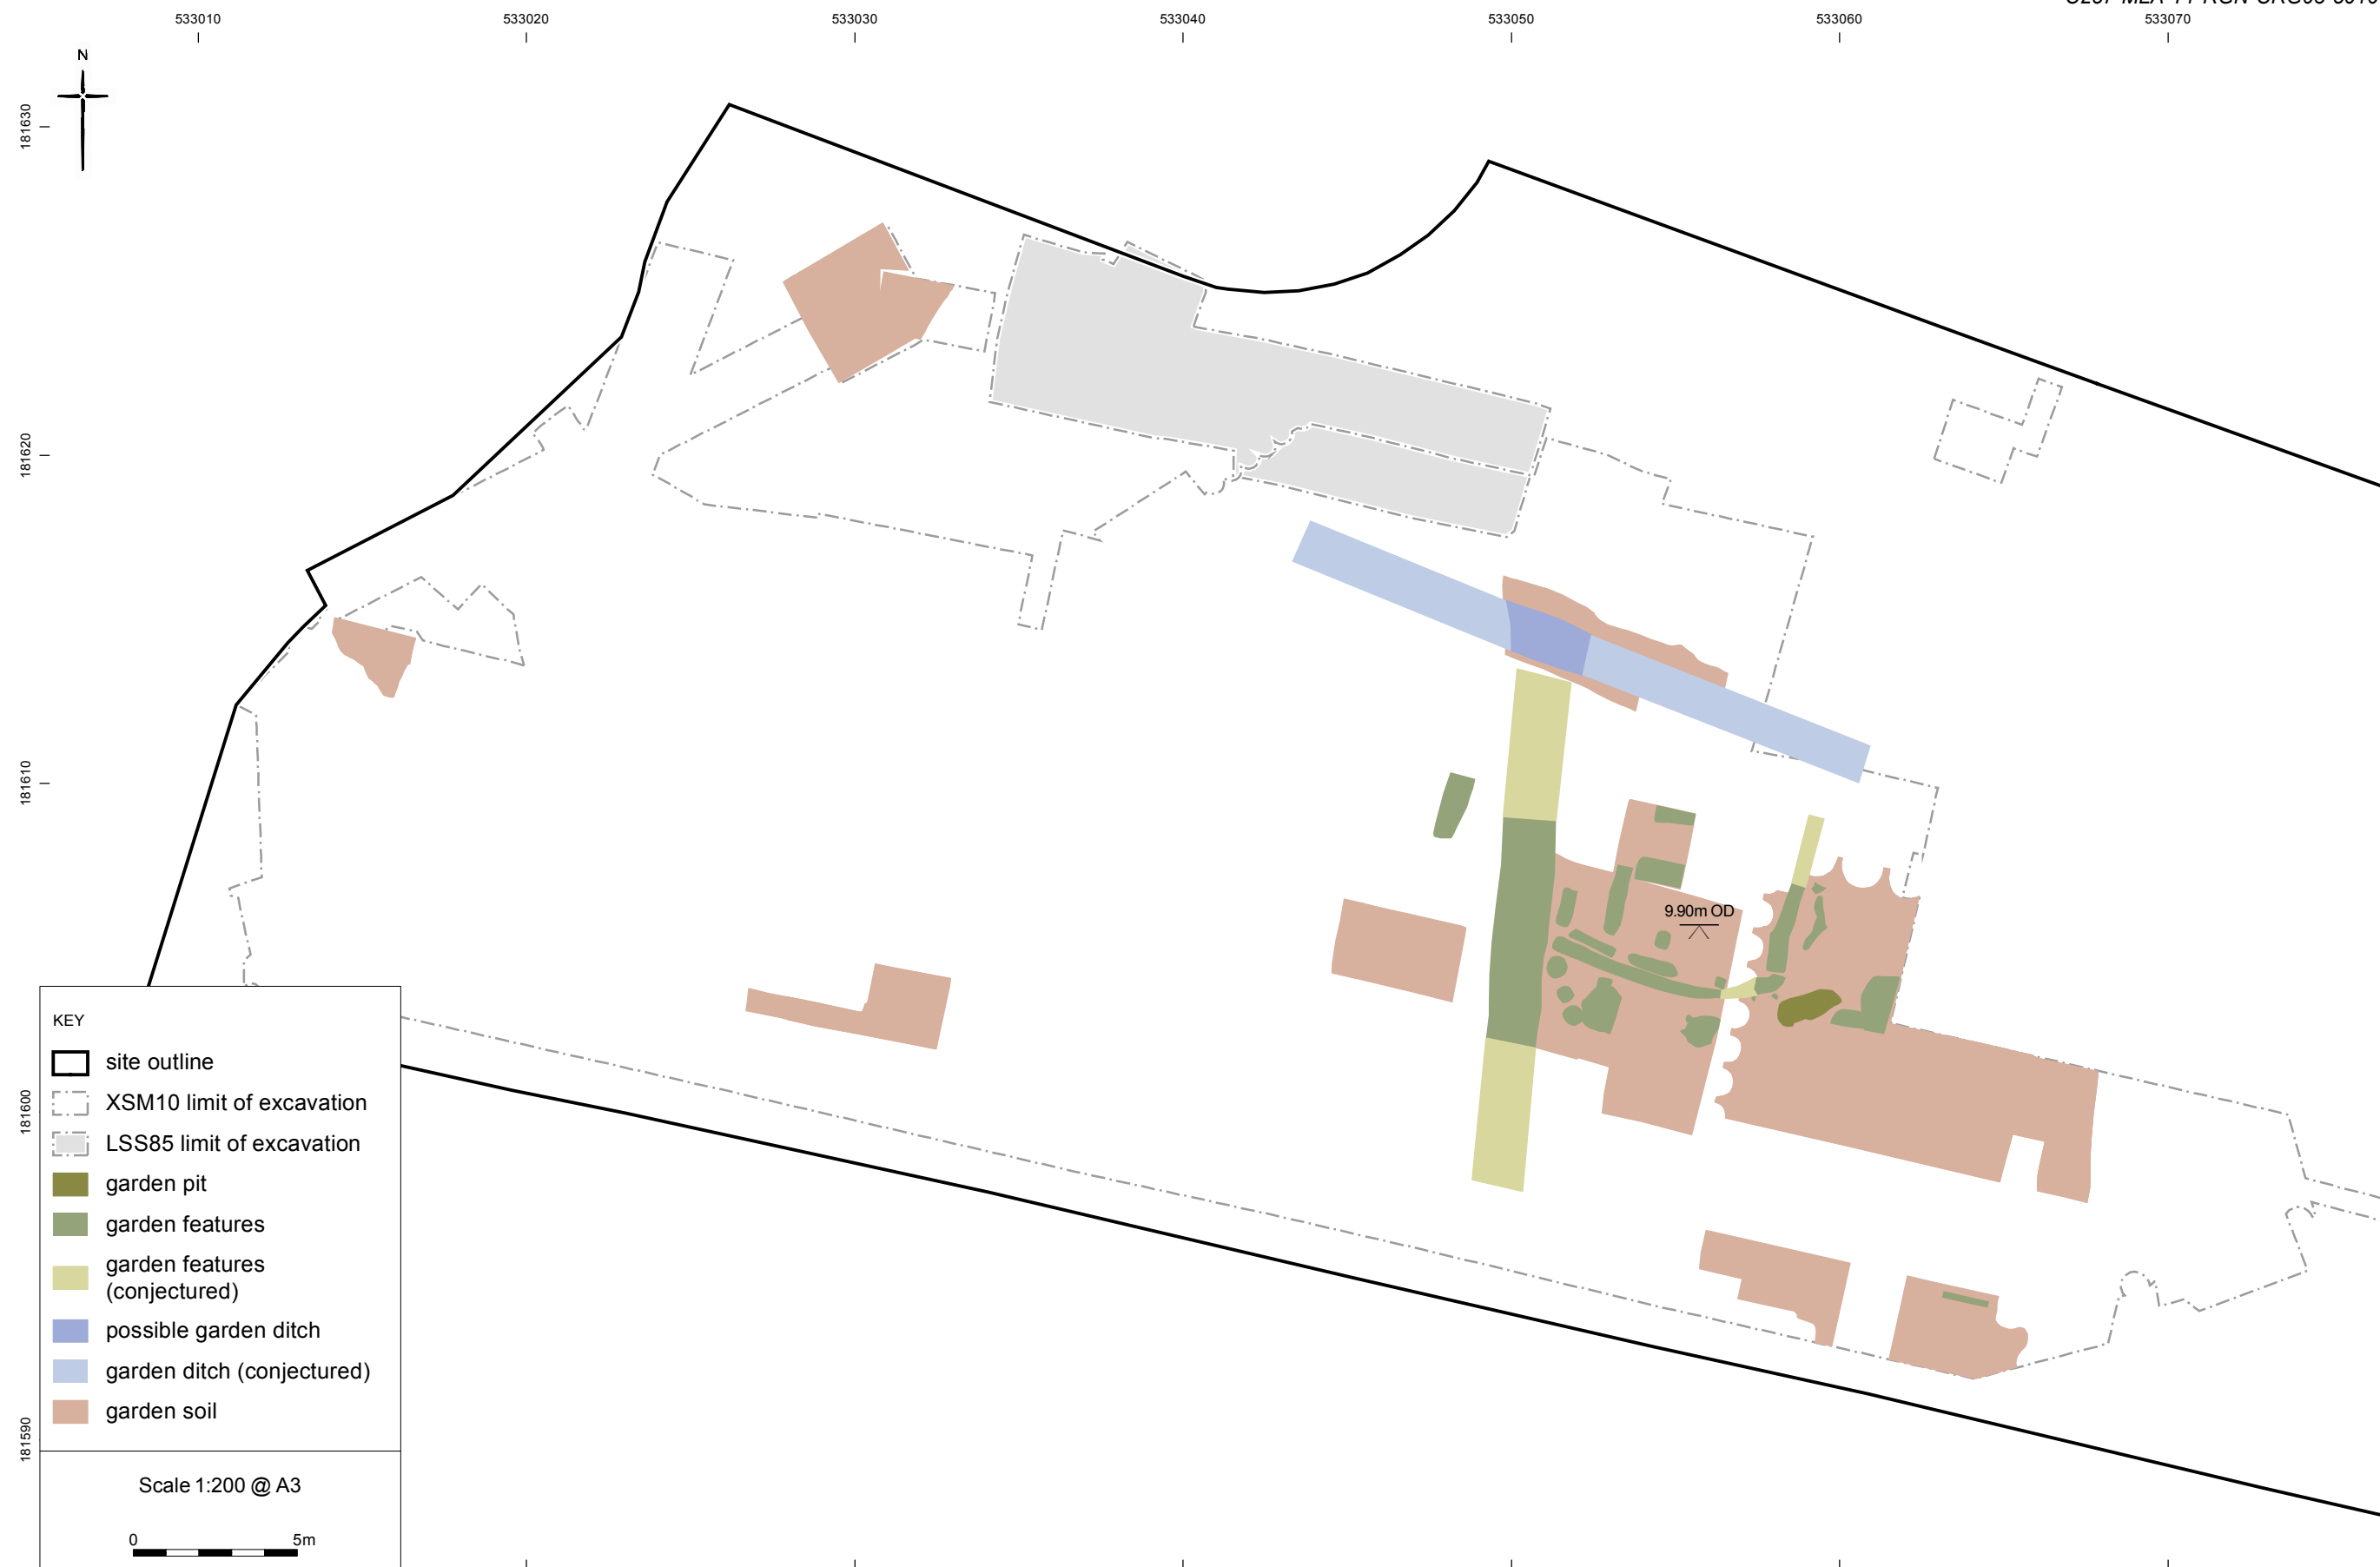 533010 533020 533030 533040 533050 533060 533070
N
181630
181620
181610
181600
181590
9.90m OD
KEY
site outline
XSM10 limit of excavation
LSS85 limit of excavation
garden pit
garden features
garden features
(conjectured)
possible garden ditch
garden ditch (conjectured)
garden soil
Scale 1:200 @ A3
0 5m